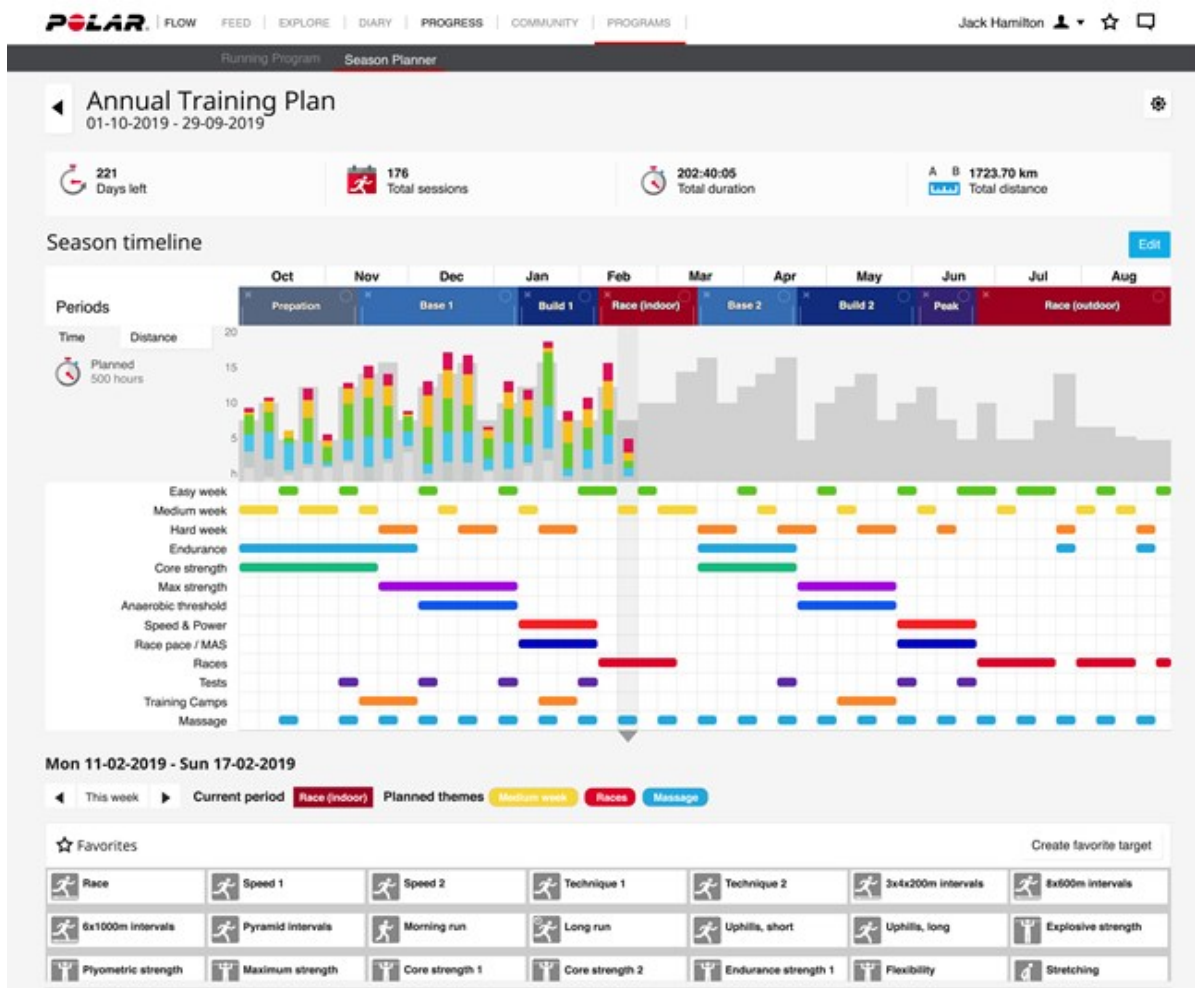 POLAR. FLOW FEED EXPLORE DIARY PROGRESS COMMUNITY PROGRAMS Jack Hamilton
Running Program Season Planner
Annual Training Plan
01-10-2019 - 29-09-2019
221
Days left
176
Total sessions
202:40:05
Total duration
A B 1723.70 km
Total distance
Season timeline
Edit
Oct Nov Dec Jan Feb Mar Apr May Jun Jul Aug
Periods Prepation Base 1 Build 1 Race (indoor) Base 2 Build 2 Peak Race (outdoor)
Time Distance
Planned
500 hours
20
15
10
5
h
Easy week
Medium week
Hard week
Endurance
Core strength
Max strength
Anaerobic threshold
Speed & Power
Race pace / MAS
Races
Tests
Training Camps
Massage
Mon 11-02-2019 - Sun 17-02-2019
This week Current period Race (indoor) Planned themes Medium week Races Massage
Favorites Create favorite target
Race Speed 1 Speed 2 Technique 1 Technique 2 3x4x200m intervals 8x600m intervals
6x1000m intervals Pyramid intervals Morning run Long run Uphills, short Uphills, long Explosive strength
Plyometric strength Maximum strength Core strength 1 Core strength 2 Endurance strength 1 Flexibility Stretching